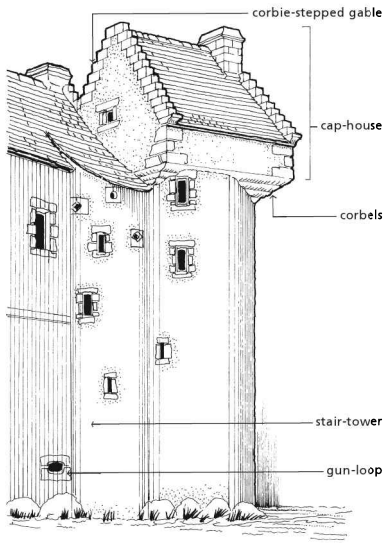 corbie-stepped gable
cap-house
corbels
stair-tower
gun-loop